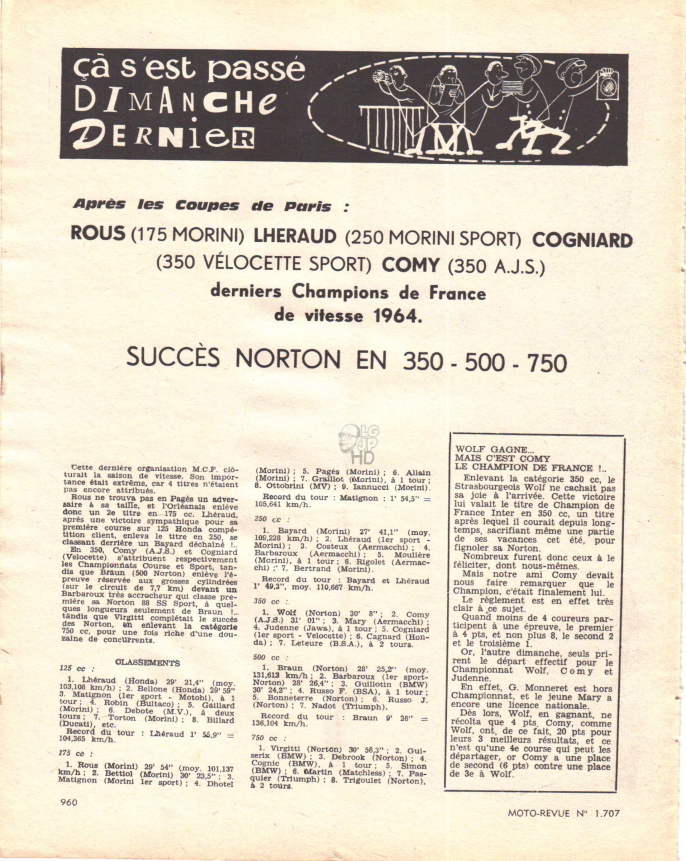 çà s'est passé
DIMANCHE
DERNIER
Après les Coupes de Paris :
ROUS (175 MORINI) LHERAUD (250 MORINI SPORT) COGNIARD
(350 VÉLOCETTE SPORT) COMY (350 A.J.S.)
derniers Champions de France
de vitesse 1964.
SUCCÈS NORTON EN 350 - 500 - 750
LG
JP
HD
Cette dernière organisation M.C.F. clô-
turait la saison de vitesse. Son impor-
tance était extrême, car 4 titres n'étaient
pas encore attribués.
Rous ne trouva pas en Pagès un adver-
saire à sa taille, et l'Orléanais enlève
donc un 2e titre en 175 cc. Lhéraud,
après une victoire sympathique pour sa
première course sur 125 Honda compé-
tition client, enleva le titre en 250, se
classant derrière un Bayard déchaîné !..
En 350, Comy (A.J.S.) et Cogniard
(Velocette) s'attribuent respectivement
les Championnats Course et Sport, tan-
dis que Braun (500 Norton) enlève l'é-
preuve réservée aux grosses cylindrées
(sur le circuit de 7,7 km) devant un
Barbaroux très accrocheur qui classe pre-
mière sa Norton 88 SS Sport, à quel-
ques longueurs seulement de Braun !..
tandis que Virgitti complétait le succès
des Norton, en enlevant la catégorie
750 cc, pour une fois riche d'une dou-
zaine de concurrents.
CLASSEMENTS
125 cc :
1. Lhéraud (Honda) 29' 21,4" (moy.
103,108 km/h) ; 2. Bellone (Honda) 29' 59"
3. Matignon (1er sport - Motobi), à 1
tour ; 4. Robin (Bultaco) ; 5. Gaillard
(Morini) ; 6. Debote (M.V.), à deux
tours ; 7. Torton (Morini) ; 8. Billard
(Ducati), etc.
Record du tour : Lhéraud 1' 55,9" =
104,365 km/h.
175 cc :
1. Rous (Morini) 29' 54" (moy. 101,137
km/h ; 2. Bettiol (Morini) 30' 23,5" ; 3.
Matignon (Morini 1er sport) ; 4. Dhotel
(Morini) ; 5. Pagès (Morini) ; 6. Allain
(Morini) ; 7. Graillot (Morini), à 1 tour ;
8. Ottobrini (MV) ; 9. Iannucci (Morini).
Record du tour : Matignon : 1' 54,5" =
105,641 km/h.
250 cc :
1. Bayard (Morini) 27' 41,1" (moy.
109,228 km/h) ; 2. Lhéraud (1er sport -
Morini) ; 3. Costeux (Aermacchi) ; 4.
Barbaroux (Aermacchi) ; 5. Moulière
(Morini), à 1 tour ; 6. Rigolet (Aermac-
chi) ; 7. Bertrand (Morini).
Record du tour : Bayard et Lhéraud
1' 49,3", moy. 110,667 km/h.
350 cc :
1. Wolf (Norton) 30' 8" ; 2. Comy
(A.J.S.) 31' 01" ; 3. Mary (Aermacchi) ;
4. Judenne (Jawa), à 1 tour ; 5. Cogniard
(1er sport - Velocette) ; 6. Cagnard (Hon-
da) ; 7. Leteure (B.S.A.), à 2 tours.
500 cc :
1. Braun (Norton) 28' 25,2" (moy.
131,613 km/h ; 2. Barbaroux (1er sport-
Norton) 28' 26,4" ; 3. Guillotin (BMW)
30' 24,2" ; 4. Russo F. (BSA), à 1 tour ;
5. Bonneterre (Norton) ; 6. Russo J.
(Norton) ; 7. Nadot (Triumph).
Record du tour : Braun 9' 26" =
136,104 km/h.
750 cc :
1. Virgitti (Norton) 30' 56,3" ; 2. Gui-
serix (BMW) ; 3. Debrook (Norton) ; 4.
Cognic (BMW), à 1 tour ; 5. Simon
(BMW) ; 6. Martin (Matchless) ; 7. Pas-
quier (Triumph) ; 8. Trigoulet (Norton),
à 2 tours.
WOLF GAGNE...
MAIS C'EST COMY
LE CHAMPION DE FRANCE !..
Enlevant la catégorie 350 cc, le
Strasbourgeois Wolf ne cachait pas
sa joie à l'arrivée. Cette victoire
lui valait le titre de Champion de
France Inter en 350 cc, un titre
après lequel il courait depuis long-
temps, sacrifiant même une partie
de ses vacances cet été, pour
fignoler sa Norton.
Nombreux furent donc ceux à le
féliciter, dont nous-mêmes.
Mais notre ami Comy devait
nous faire remarquer que le
Champion, c'était finalement lui.
Le règlement est en effet très
clair à ce sujet.
Quand moins de 4 coureurs par-
ticipent à une épreuve, le premier
a 4 pts, et non plus 8, le second 2
et le troisième 1.
Or, l'autre dimanche, seuls pri-
rent le départ effectif pour le
Championnat Wolf, Comy et
Judenne.
En effet, G. Monneret est hors
Championnat, et le jeune Mary a
encore une licence nationale.
Dès lors, Wolf, en gagnant, ne
récolta que 4 pts, Comy, comme
Wolf, ont, de ce fait, 20 pts pour
leurs 3 meilleurs résultats, et ce
n'est qu'une 4e course qui peut les
départager, or Comy a une place
de second (6 pts) contre une place
de 3e à Wolf.
960
MOTO-REVUE N° 1.707